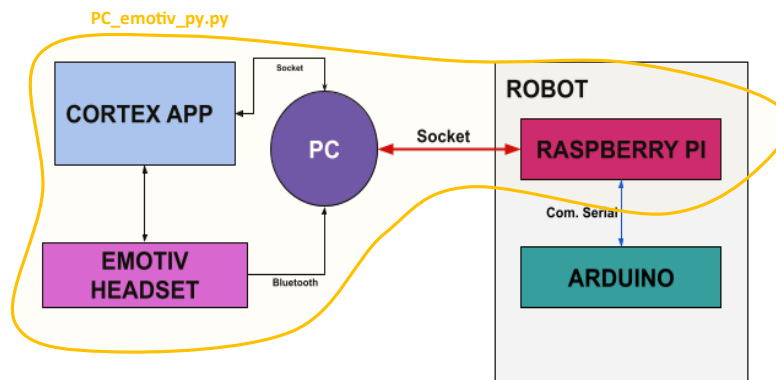 PC_emotiv_py.py
Socket
CORTEX APP
PC
Socket
ROBOT
RASPBERRY PI
Com. Serial
EMOTIV
HEADSET
Bluetooth
ARDUINO